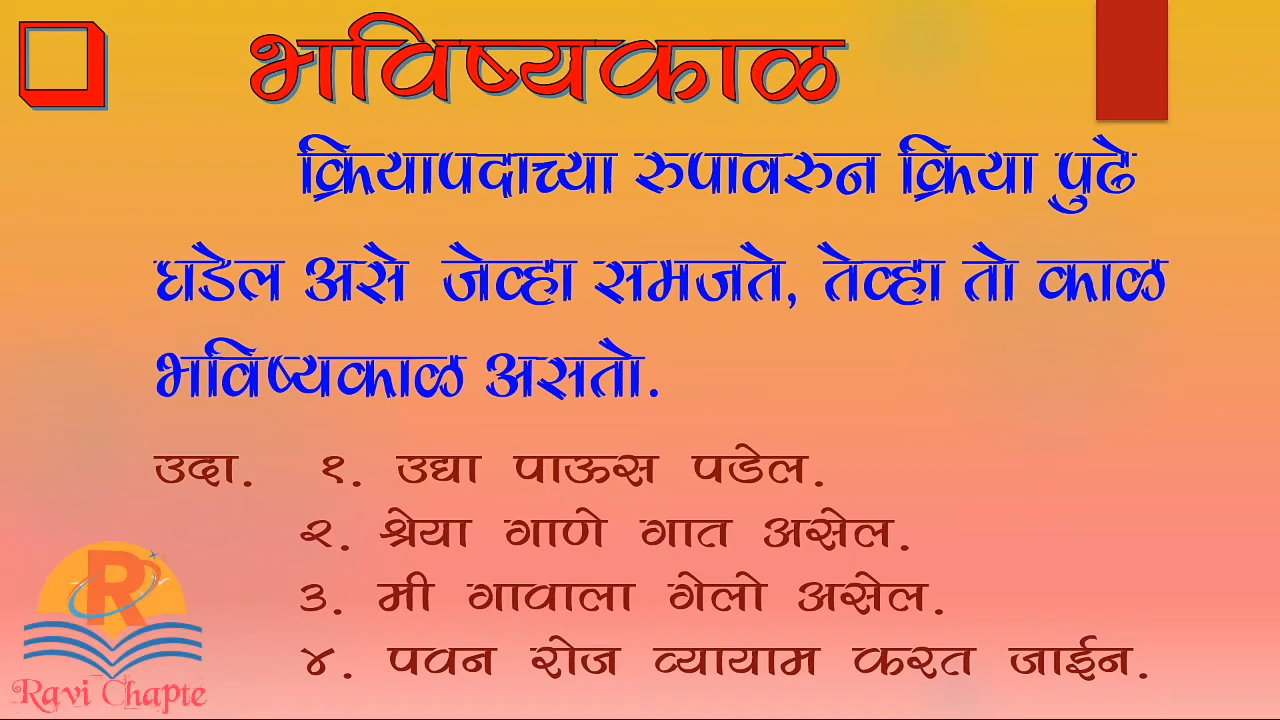 भविष्यकाळ
क्रियापदाच्या रुपावरुन क्रिया पुढे
घडेल असे जेव्हा समजते, तेव्हा तो काळ
भविष्यकाळ असतो.
उदा. १. उद्या पाऊस पडेल.
२. श्रेया गाणे गात असेल.
३. मी गावाला गेलो असेल.
४. पवन रोज व्यायाम करत जाईन.
R
Ravi Chapte